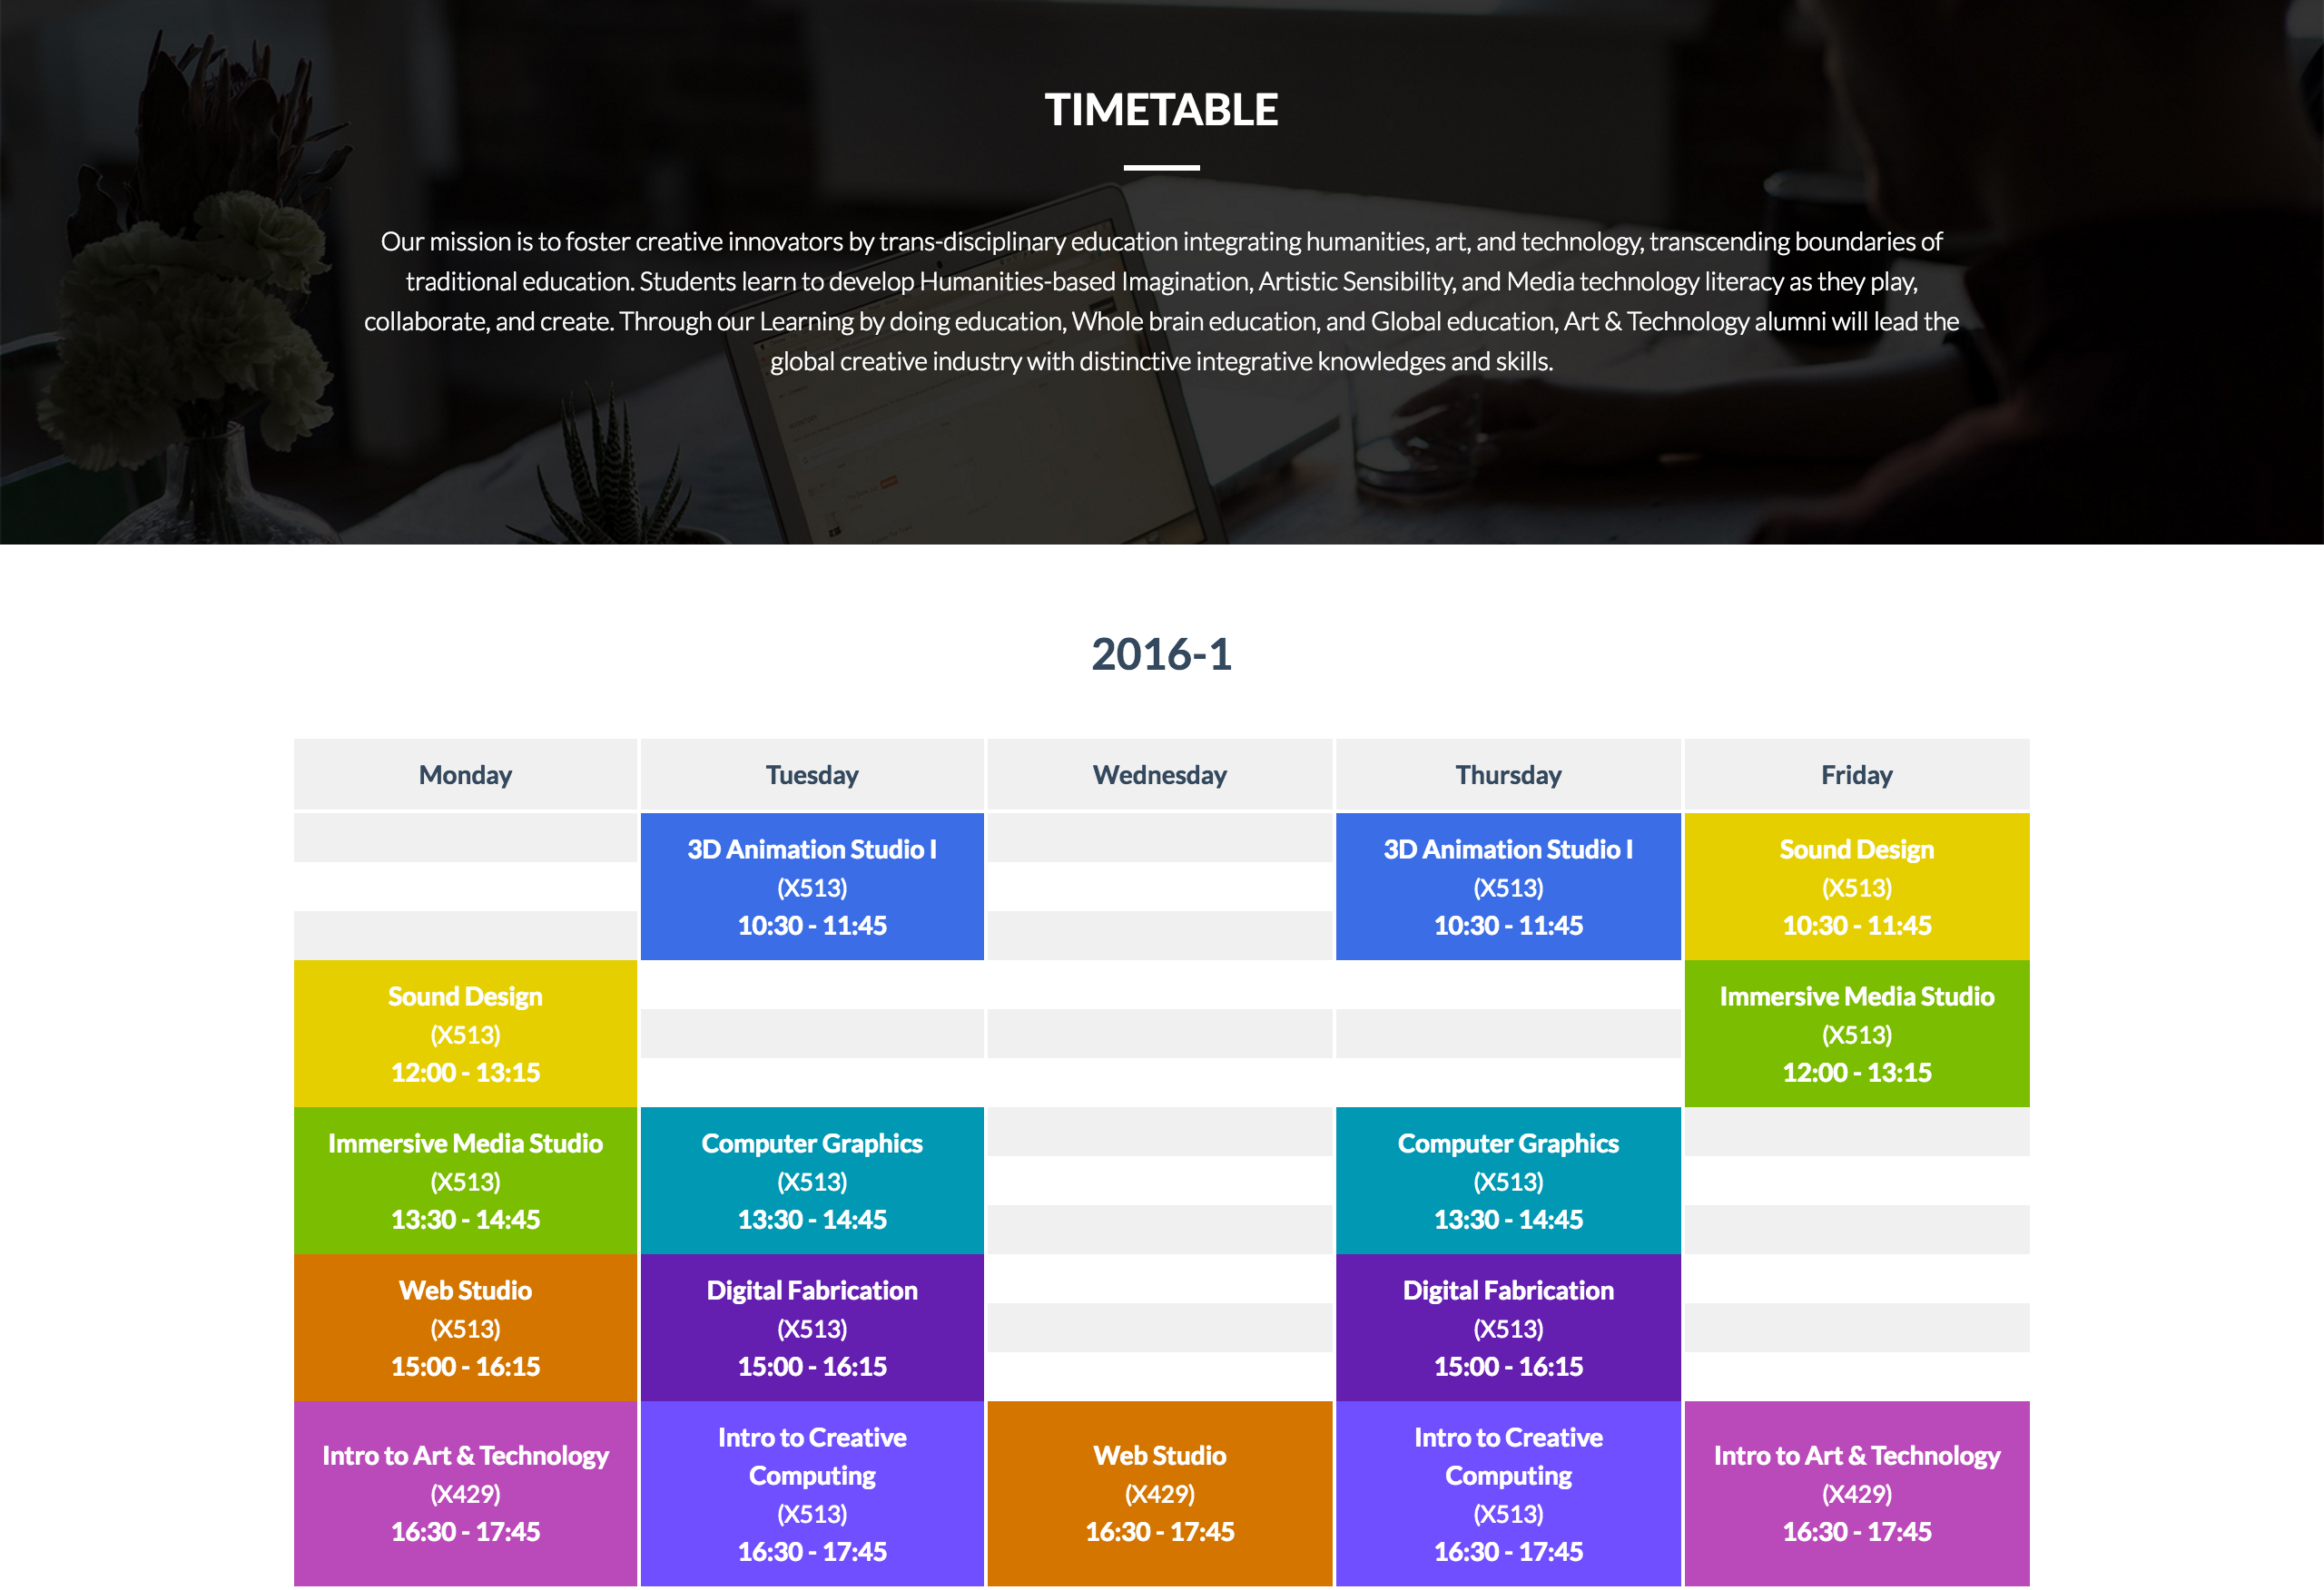 TIMETABLE
Our mission is to foster creative innovators by trans-disciplinary education integrating humanities, art, and technology, transcending boundaries of
traditional education. Students learn to develop Humanities-based Imagination, Artistic Sensibility, and Media technology literacy as they play,
collaborate, and create. Through our Learning by doing education, Whole brain education, and Global education, Art & Technology alumni will lead the
global creative industry with distinctive integrative knowledges and skills.
2016-1
Monday Tuesday Wednesday Thursday Friday
3D Animation Studio I
(X513)
10:30 - 11:45
3D Animation Studio I
(X513)
10:30 - 11:45
Sound Design
(X513)
10:30 - 11:45
Sound Design
(X513)
12:00 - 13:15
Immersive Media Studio
(X513)
12:00 - 13:15
Immersive Media Studio
(X513)
13:30 - 14:45
Computer Graphics
(X513)
13:30 - 14:45
Computer Graphics
(X513)
13:30 - 14:45
Web Studio
(X513)
15:00 - 16:15
Digital Fabrication
(X513)
15:00 - 16:15
Digital Fabrication
(X513)
15:00 - 16:15
Intro to Art & Technology
(X429)
16:30 - 17:45
Intro to Creative
Computing
(X513)
16:30 - 17:45
Web Studio
(X429)
16:30 - 17:45
Intro to Creative
Computing
(X513)
16:30 - 17:45
Intro to Art & Technology
(X429)
16:30 - 17:45